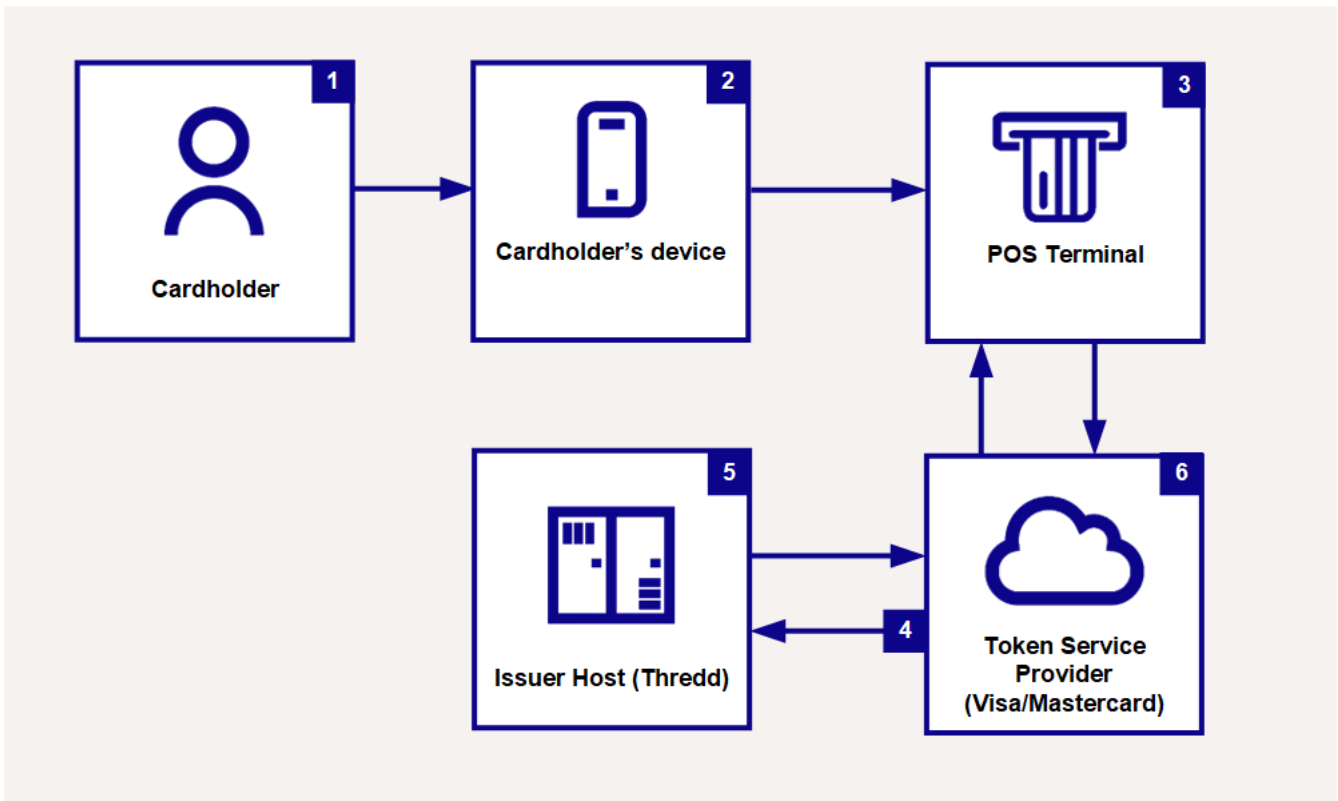 1
Cardholder
2
Cardholder’s device
3
POS Terminal
5
Issuer Host (Thredd)
4
6
Token Service
Provider
(Visa/Mastercard)